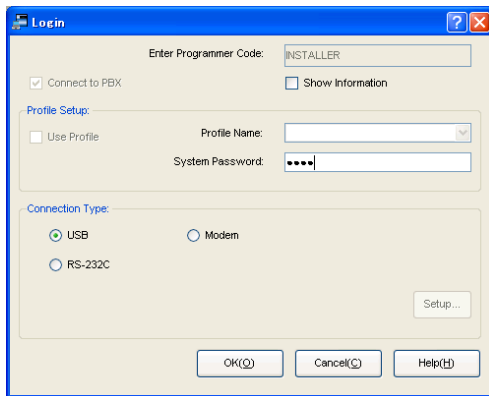 Login
Enter Programmer Code: INSTALLER
Connect to PBX Show Information
Profile Setup:
Use Profile Profile Name:
System Password: ••••
Connection Type:
USB Modem
RS-232C
Setup...
OK(O) Cancel(C) Help(H)